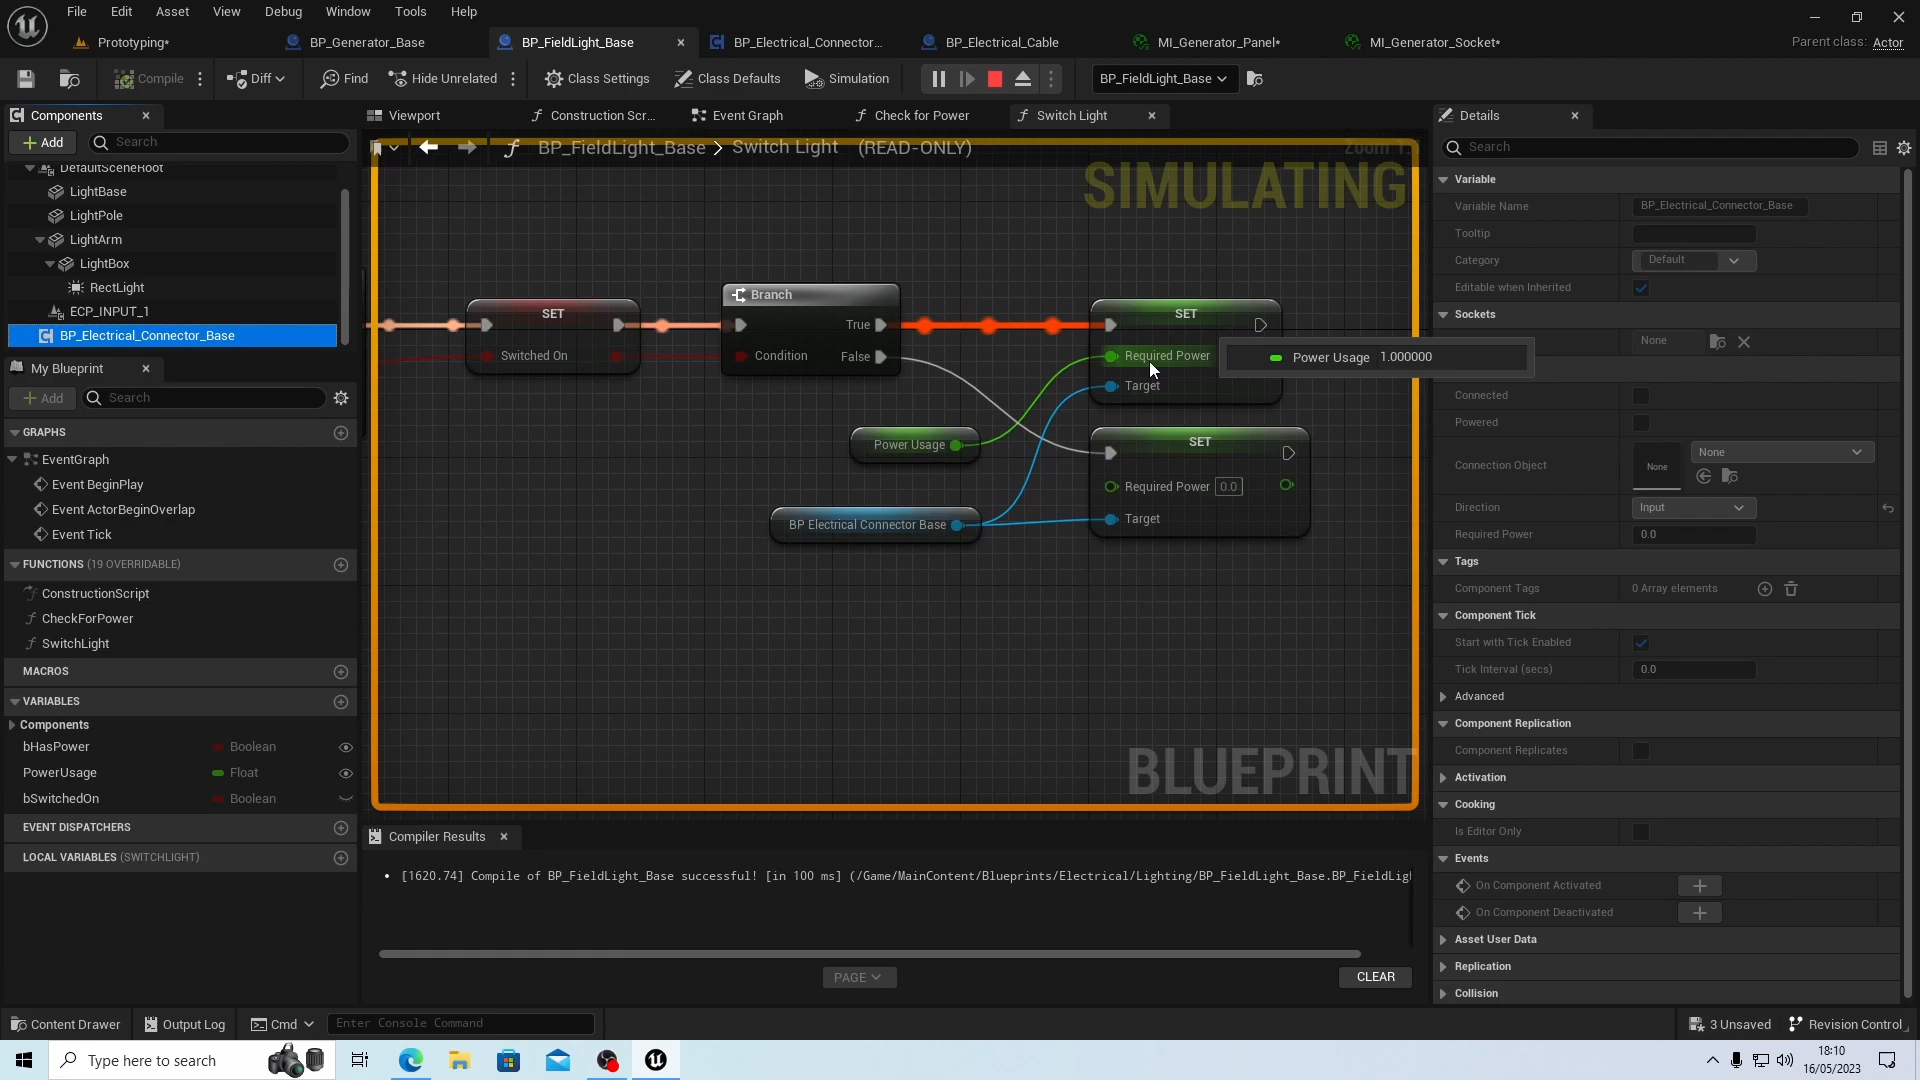 File Edit Asset View Debug Window Tools Help
Prototyping* BP_Generator_Base BP_FieldLight_Base BP_Electrical_Connector... BP_Electrical_Cable MI_Generator_Panel* MI_Generator_Socket* Parent class: Actor
Compile Diff Find Hide Unrelated Class Settings Class Defaults Simulation BP_FieldLight_Base
Components Viewport Construction Scr... Event Graph Check for Power Switch Light Details
Add Search
BP_FieldLight_Base > Switch Light (READ-ONLY)
Search
DefaultSceneRoot
LightBase
LightPole
LightArm
LightBox
RectLight
ECP_INPUT_1
BP_Electrical_Connector_Base
My Blueprint
Add Search
GRAPHS
EventGraph
Event BeginPlay
Event ActorBeginOverlap
Event Tick
FUNCTIONS (19 OVERRIDABLE)
ConstructionScript
CheckForPower
SwitchLight
MACROS
VARIABLES
Components
bHasPower Boolean
PowerUsage Float
bSwitchedOn Boolean
EVENT DISPATCHERS
LOCAL VARIABLES (SWITCHLIGHT)
SIMULATING
SET
Switched On
Branch
True
Condition False
SET
Required Power
Target
Power Usage 1.000000
Power Usage
SET
Required Power 0.0
Target
BP Electrical Connector Base
BLUEPRINT
Compiler Results
• [1620.74] Compile of BP_FieldLight_Base successful! [in 100 ms] (/Game/MainContent/Blueprints/Electrical/Lighting/BP_FieldLight_Base.BP_FieldLigh
PAGE CLEAR
Variable
Variable Name BP_Electrical_Connector_Base
Tooltip
Category Default
Editable when Inherited
Sockets
None
Connected
Powered
Connection Object None None
Direction Input
Required Power 0.0
Tags
Component Tags 0 Array elements
Component Tick
Start with Tick Enabled
Tick Interval (secs) 0.0
Advanced
Component Replication
Component Replicates
Activation
Cooking
Is Editor Only
Events
On Component Activated
On Component Deactivated
Asset User Data
Replication
Collision
Content Drawer Output Log Cmd Enter Console Command 3 Unsaved Revision Control
Type here to search 18:10
16/05/2023